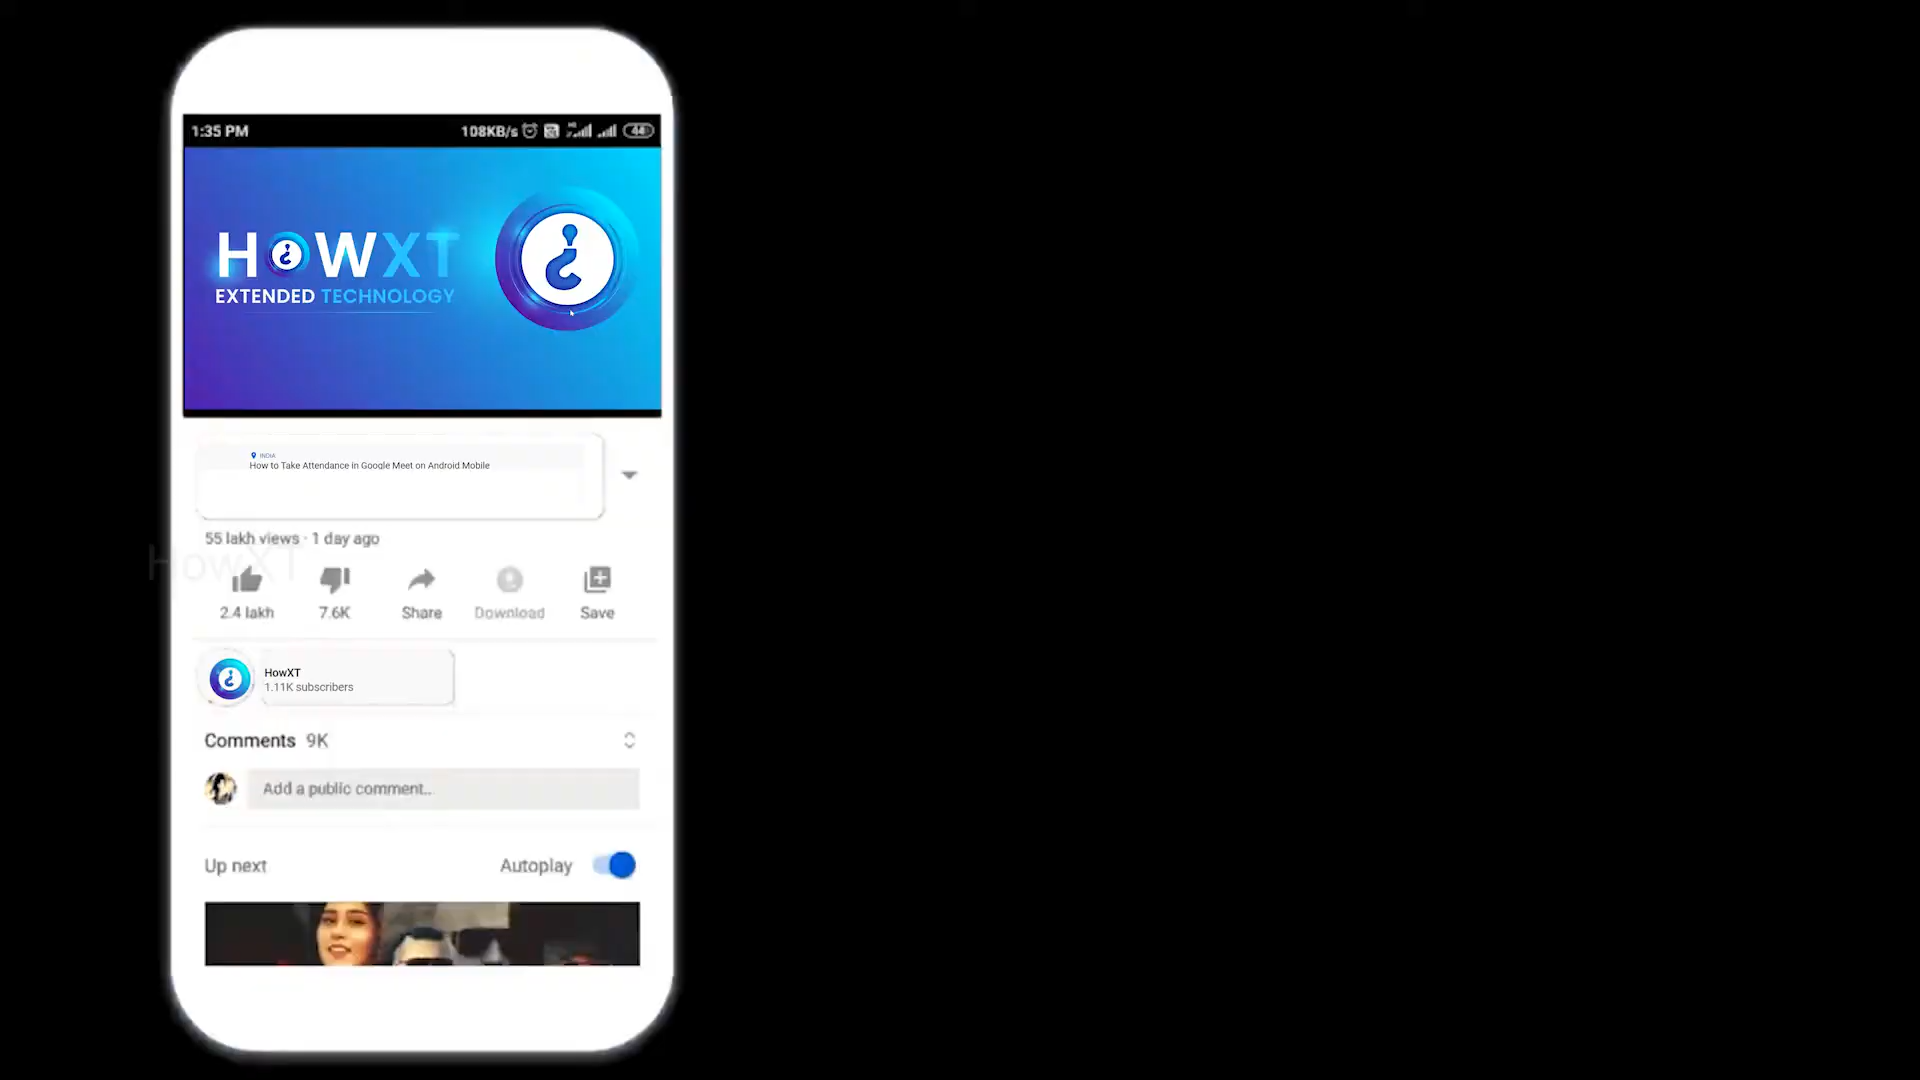 1:35 PM
108KB/s
44
HOWXT
EXTENDED TECHNOLOGY
INDIA
How to Take Attendance in Google Meet on Android Mobile
55 lakh views · 1 day ago
HowXT
2.4 lakh
7.6K
Share
Download
Save
HowXT
1.11K subscribers
Comments 9K
Add a public comment...
Up next
Autoplay